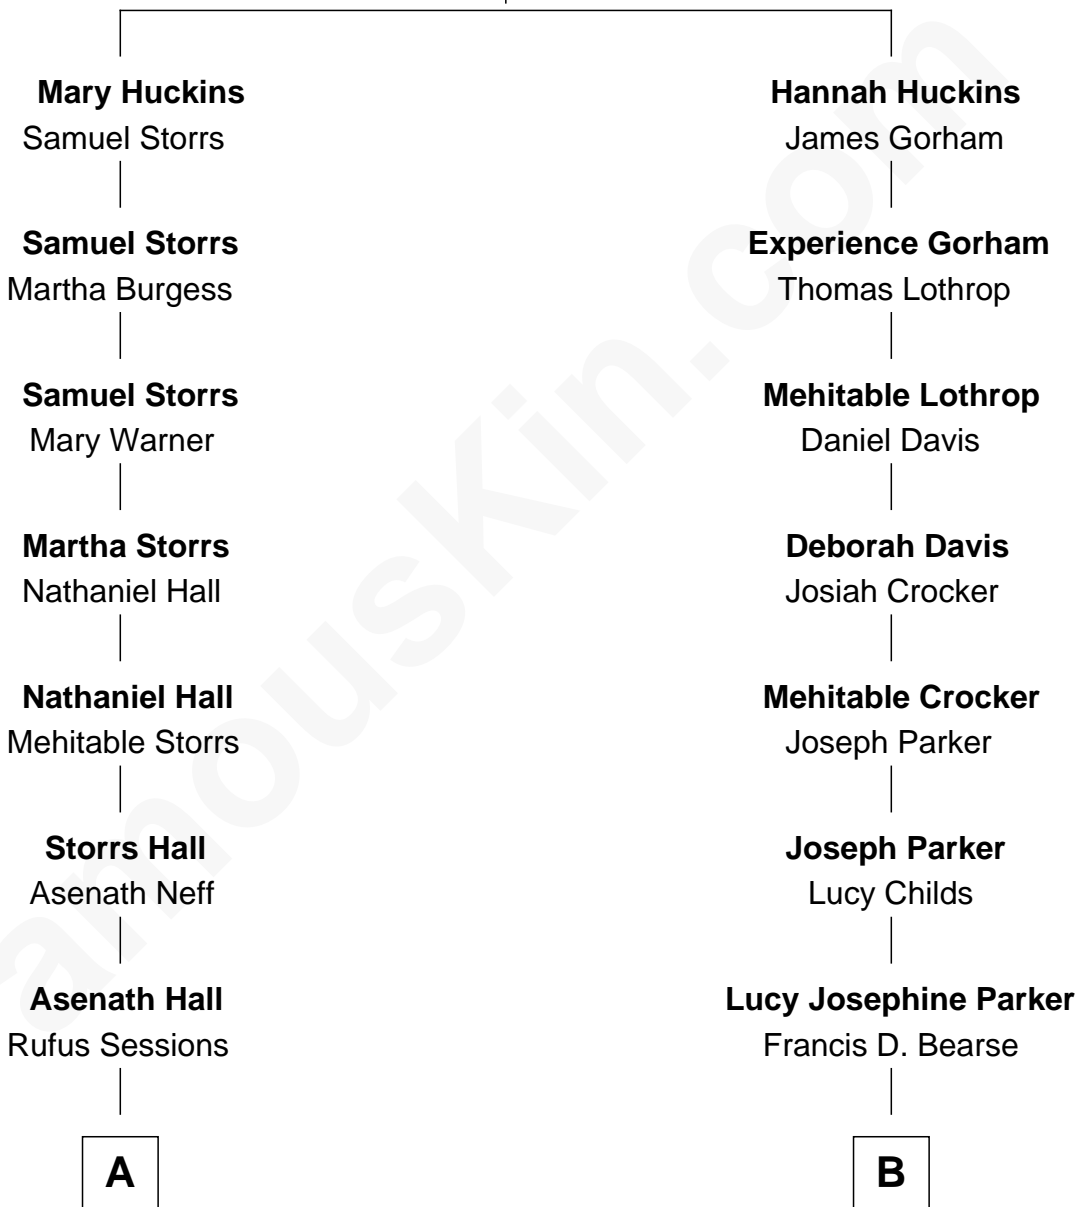 Mary Huckins
Samuel Storrs
Samuel Storrs
Martha Burgess
Samuel Storrs
Mary Warner
Martha Storrs
Nathaniel Hall
Nathaniel Hall
Mehitable Storrs
Storrs Hall
Asenath Neff
Asenath Hall
Rufus Sessions
A
Hannah Huckins
James Gorham
Experience Gorham
Thomas Lothrop
Mehitable Lothrop
Daniel Davis
Deborah Davis
Josiah Crocker
Mehitable Crocker
Joseph Parker
Joseph Parker
Lucy Childs
Lucy Josephine Parker
Francis D. Bearse
B
amouskin.com